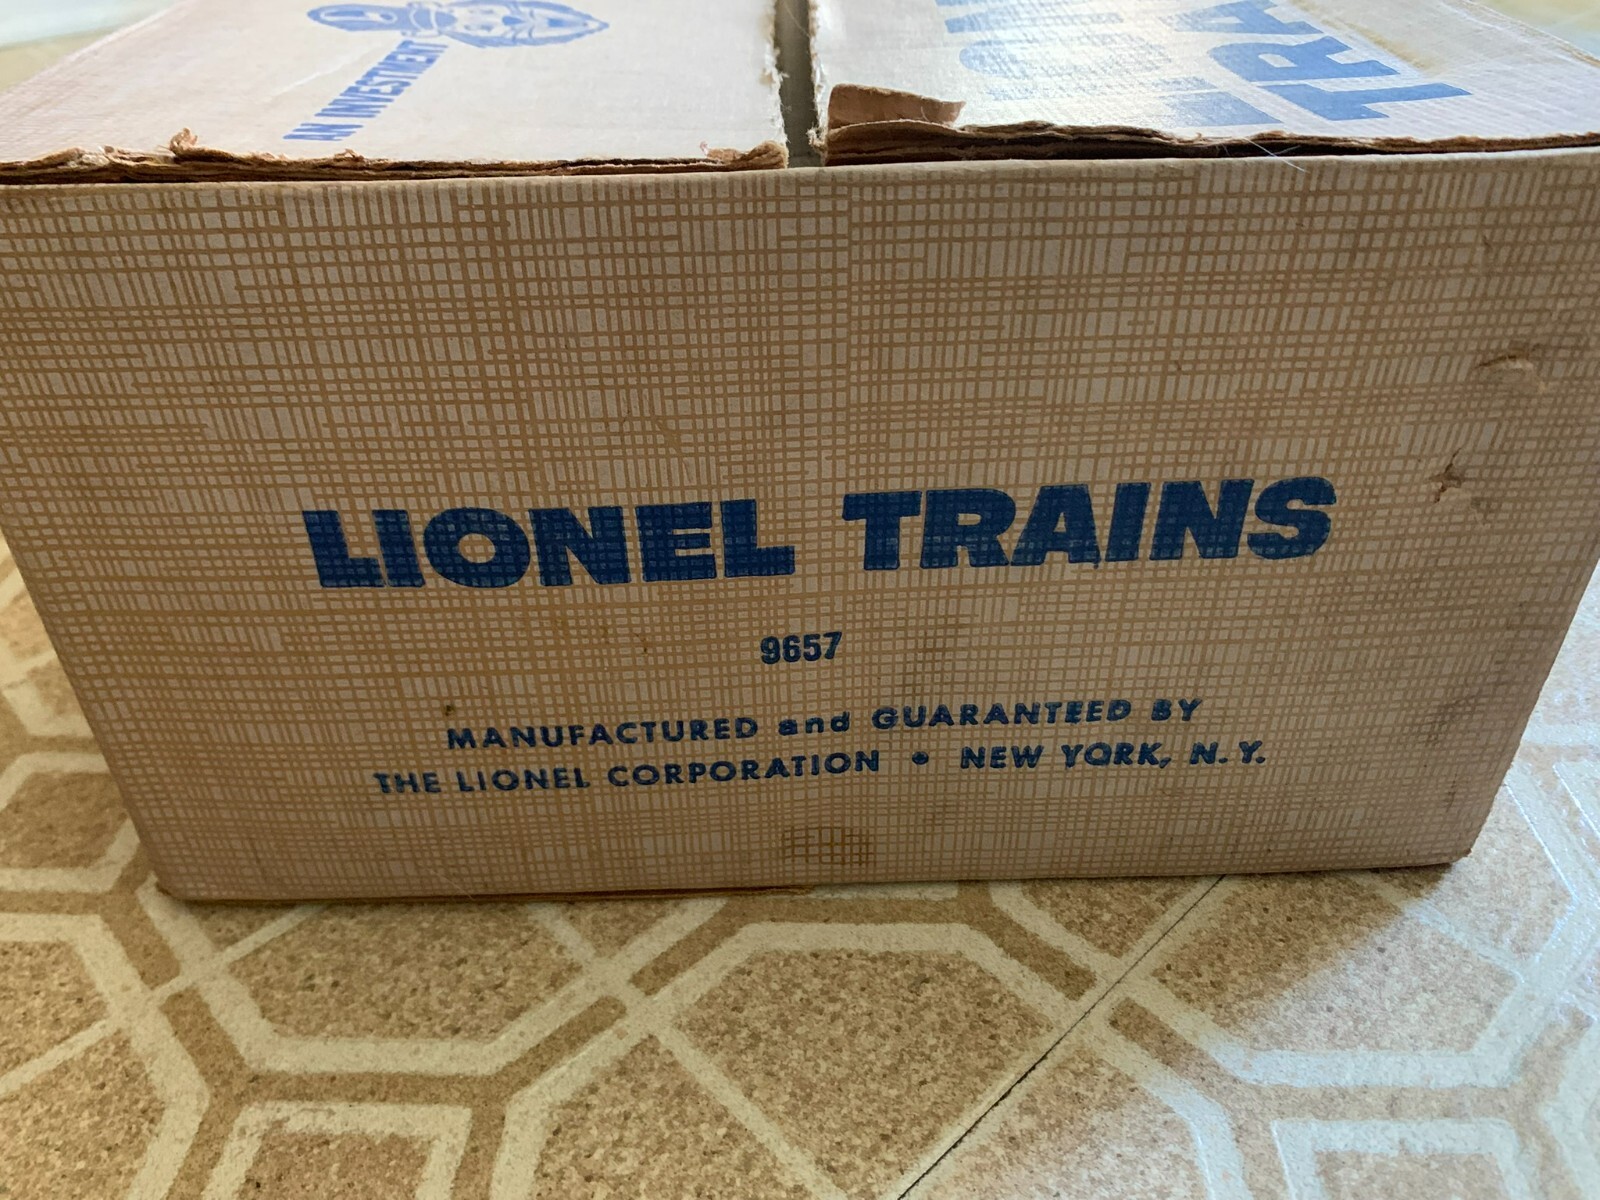 AN INVESTMENT
TRA
LIONEL TRAINS
9657
MANUFACTURED and GUARANTEED BY
THE LIONEL CORPORATION • NEW YORK, N. Y.